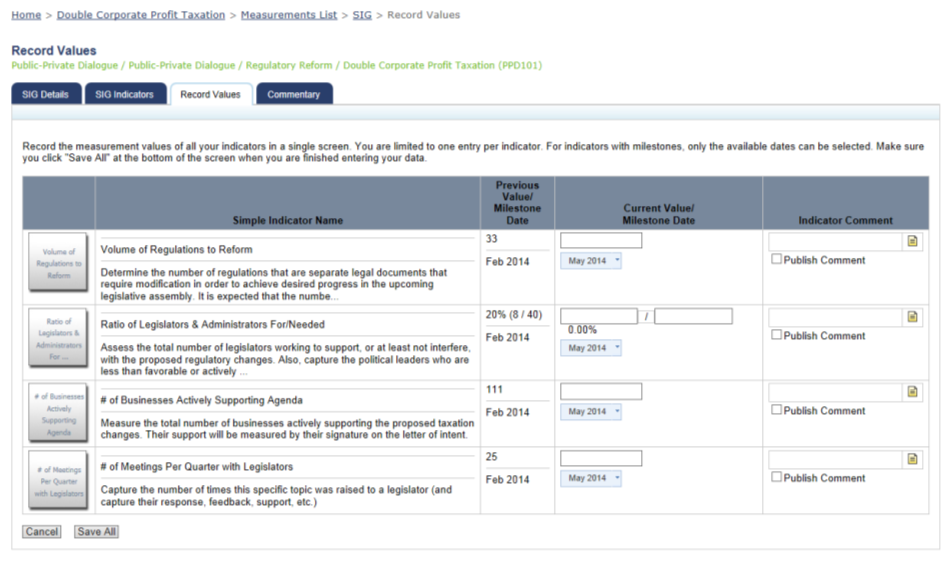 Home > Double Corporate Profit Taxation > Measurements List > SIG > Record Values
Record Values
Public-Private Dialogue / Public-Private Dialogue / Regulatory Reform / Double Corporate Profit Taxation (PPD101)
SIG Details SIG Indicators Record Values Commentary
Record the measurement values of all your indicators in a single screen. You are limited to one entry per indicator. For indicators with milestones, only the available dates can be selected. Make sure
you click "Save All" at the bottom of the screen when you are finished entering your data.
Simple Indicator Name
Previous
Value/
Milestone
Date
Current Value/
Milestone Date
Indicator Comment
Volume of
Regulations to
Reform
Volume of Regulations to Reform
Determine the number of regulations that are separate legal documents that
require modification in order to achieve desired progress in the upcoming
legislative assembly. It is expected that the numbe...
33
Feb 2014
May 2014
Publish Comment
Ratio of
Legislators &
Administrators
For ...
Ratio of Legislators & Administrators For/Needed
Assess the total number of legislators working to support, or at least not interfere,
with the proposed regulatory changes. Also, capture the political leaders who are
less than favorable or actively ...
20% (8 / 40)
Feb 2014
/
0.00%
May 2014
Publish Comment
# of Businesses
Actively
Supporting
Agenda
# of Businesses Actively Supporting Agenda
Measure the total number of businesses actively supporting the proposed taxation
changes. Their support will be measured by their signature on the letter of intent.
111
Feb 2014
May 2014
Publish Comment
# of Meetings
Per Quarter
with Legislators
# of Meetings Per Quarter with Legislators
Capture the number of times this specific topic was raised to a legislator (and
capture their response, feedback, support, etc.)
25
Feb 2014
May 2014
Publish Comment
Cancel Save All